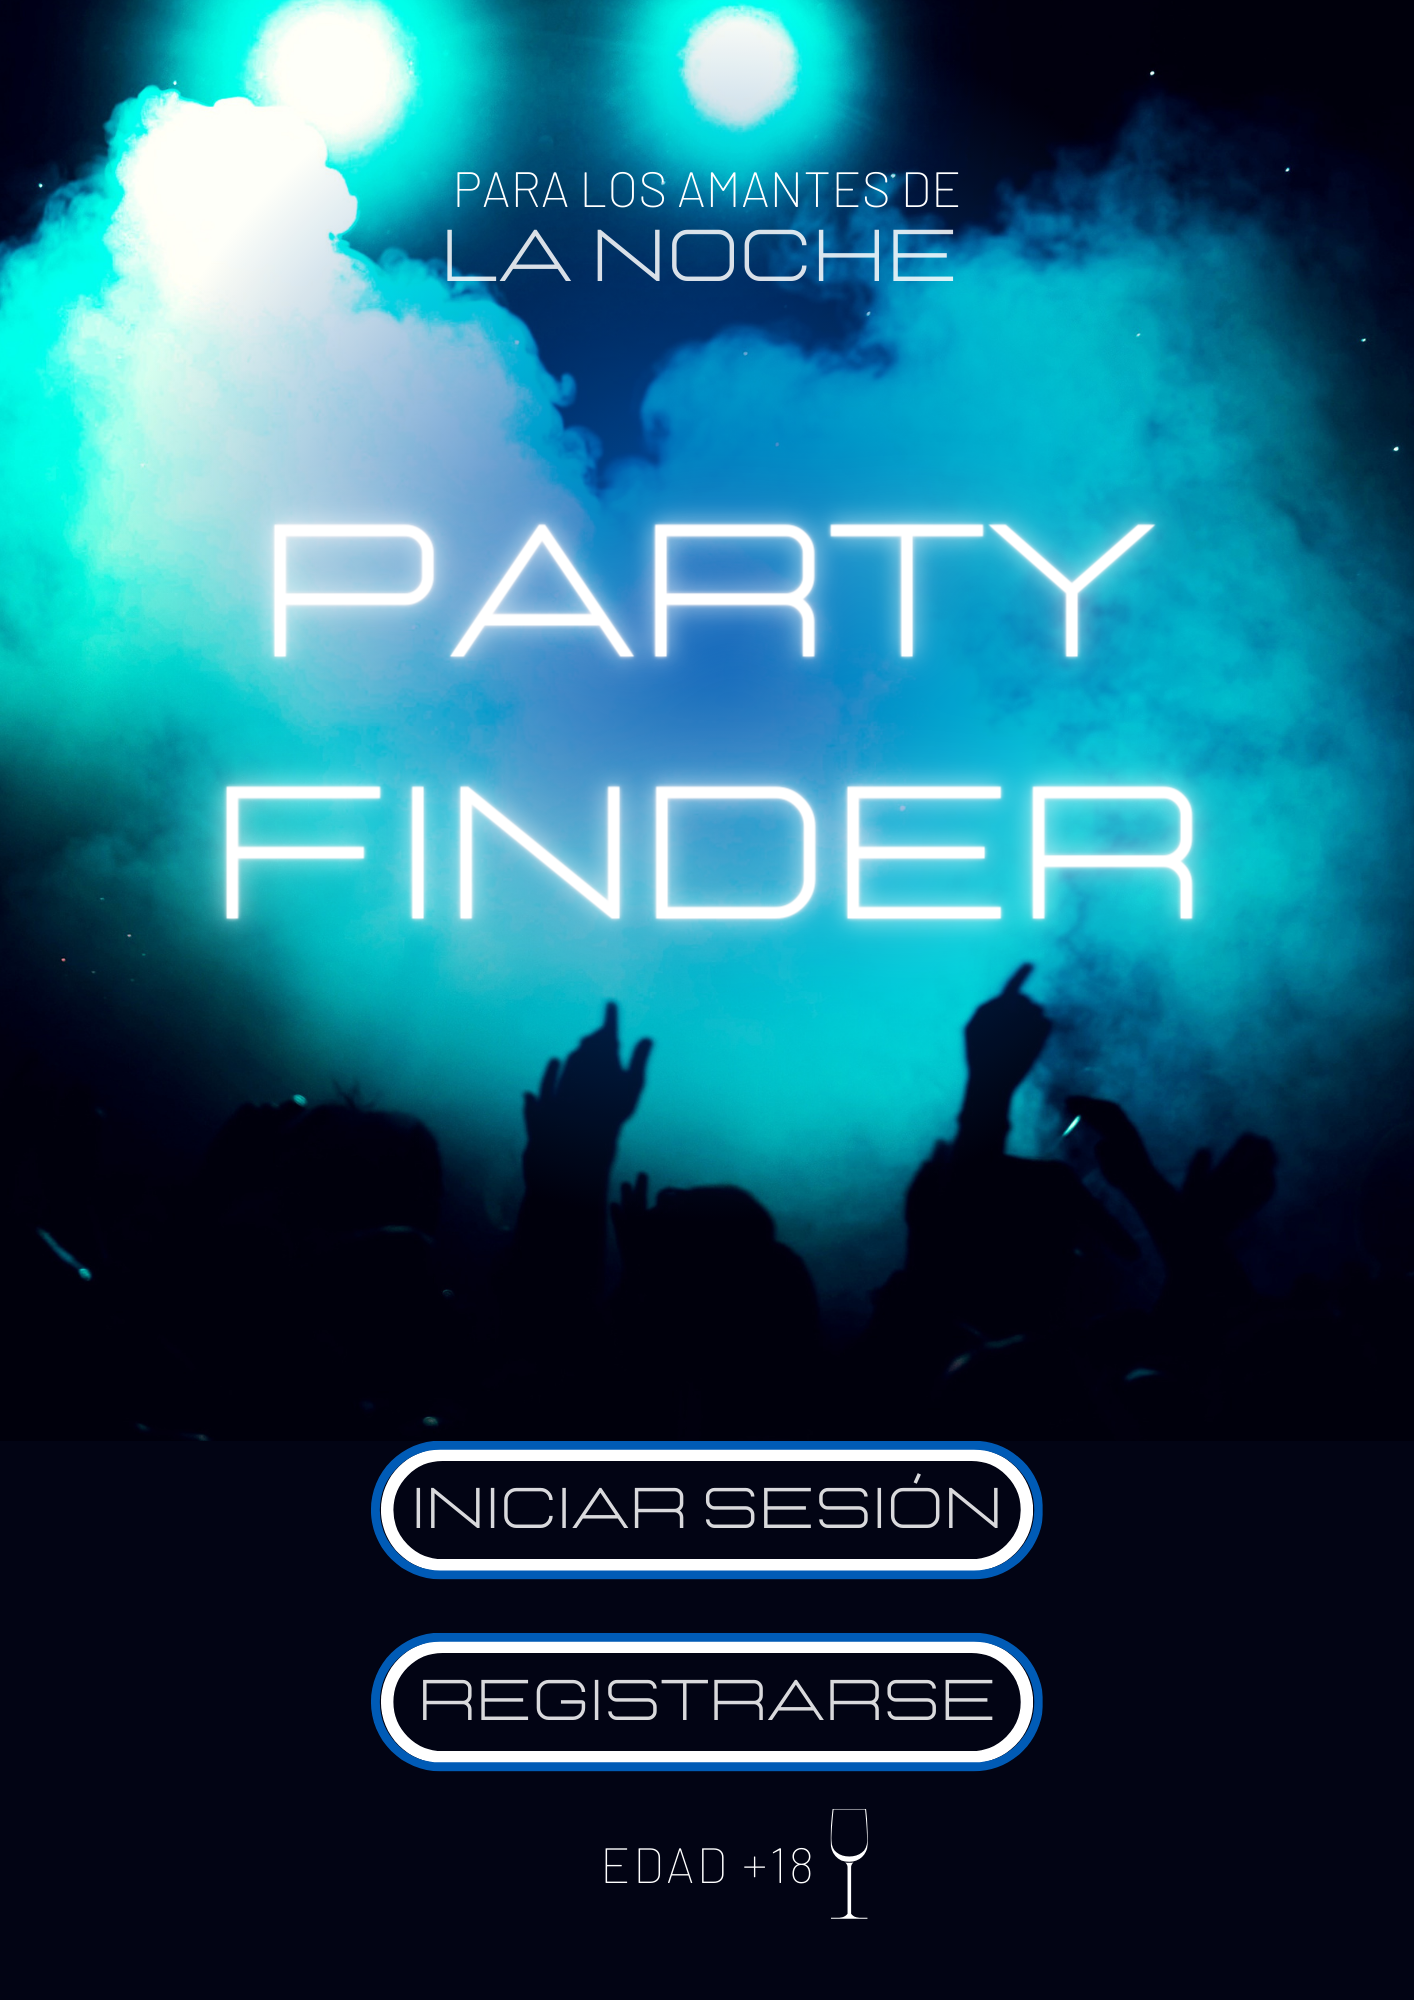 PARA LOS AMANTES DE
LA NOCHE
PARTY
FINDER
INICIAR SESIÓN
REGISTRARSE
EDAD +18